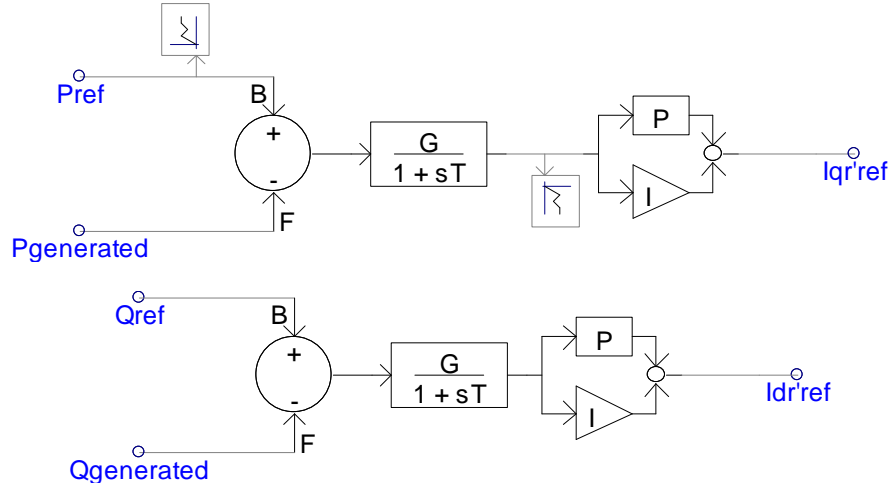 Pref
B
+
-
G
1 + sT
P
I
Iqr'ref
F
Pgenerated
Qref
B
+
-
G
1 + sT
P
I
Idr'ref
F
Qgenerated